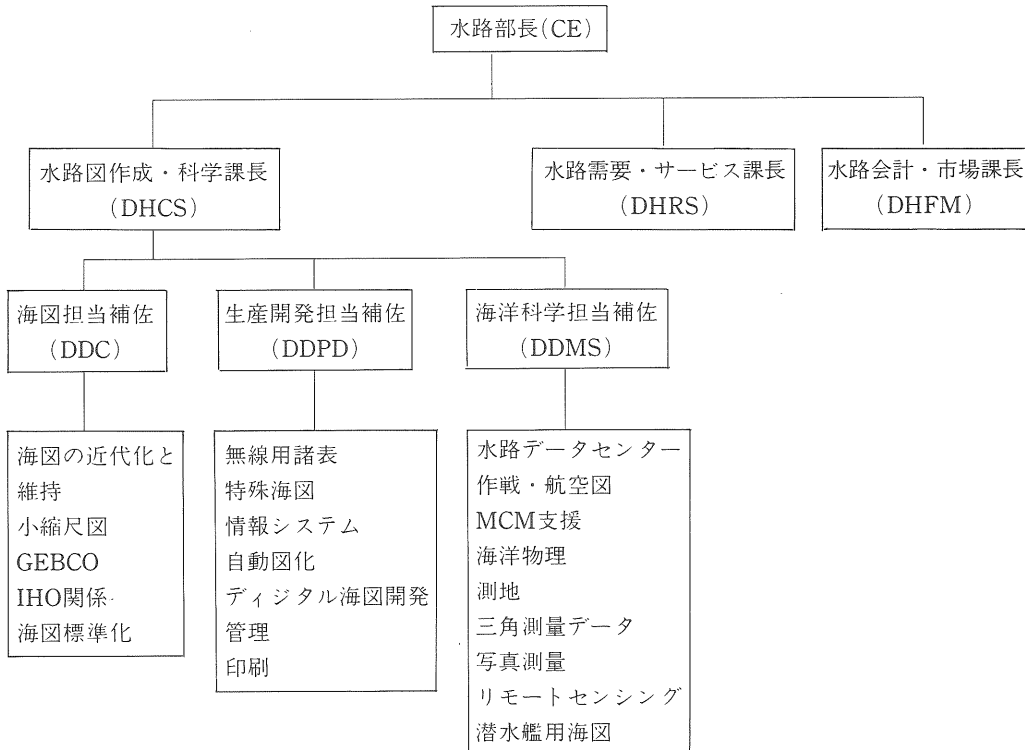 水路部長(CE)
水路図作成・科学課長
(DHCS)
水路需要・サービス課長
(DHRS)
水路会計・市場課長
(DHFM)
海図担当補佐
(DDC)
生産開発担当補佐
(DDPD)
海洋科学担当補佐
(DDMS)
海図の近代化と
維持
小縮尺図
GEBCO
IHO関係
海図標準化
無線用諸表
特殊海図
情報システム
自動図化
ディジタル海図開発
管理
印刷
水路データセンター
作戦・航空図
MCM支援
海洋物理
測地
三角測量データ
写真測量
リモートセンシング
潜水艦用海図